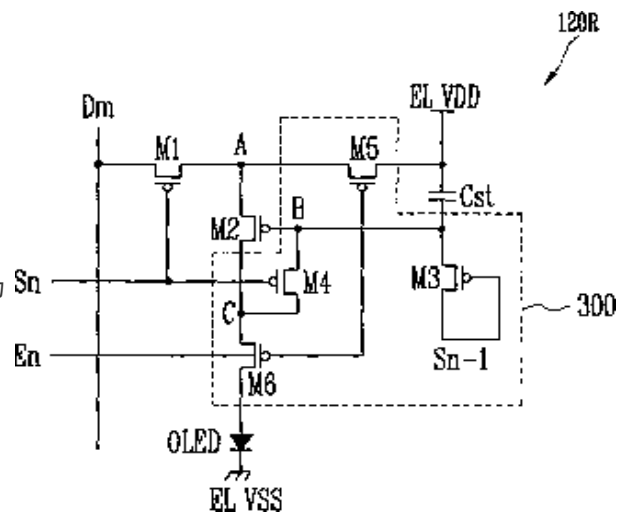 120R
Dm
EL VDD
M1
A
M5
Cst
B
M2
Sn
M4
M3
300
C
En
Sn-1
M6
OLED
EL VSS